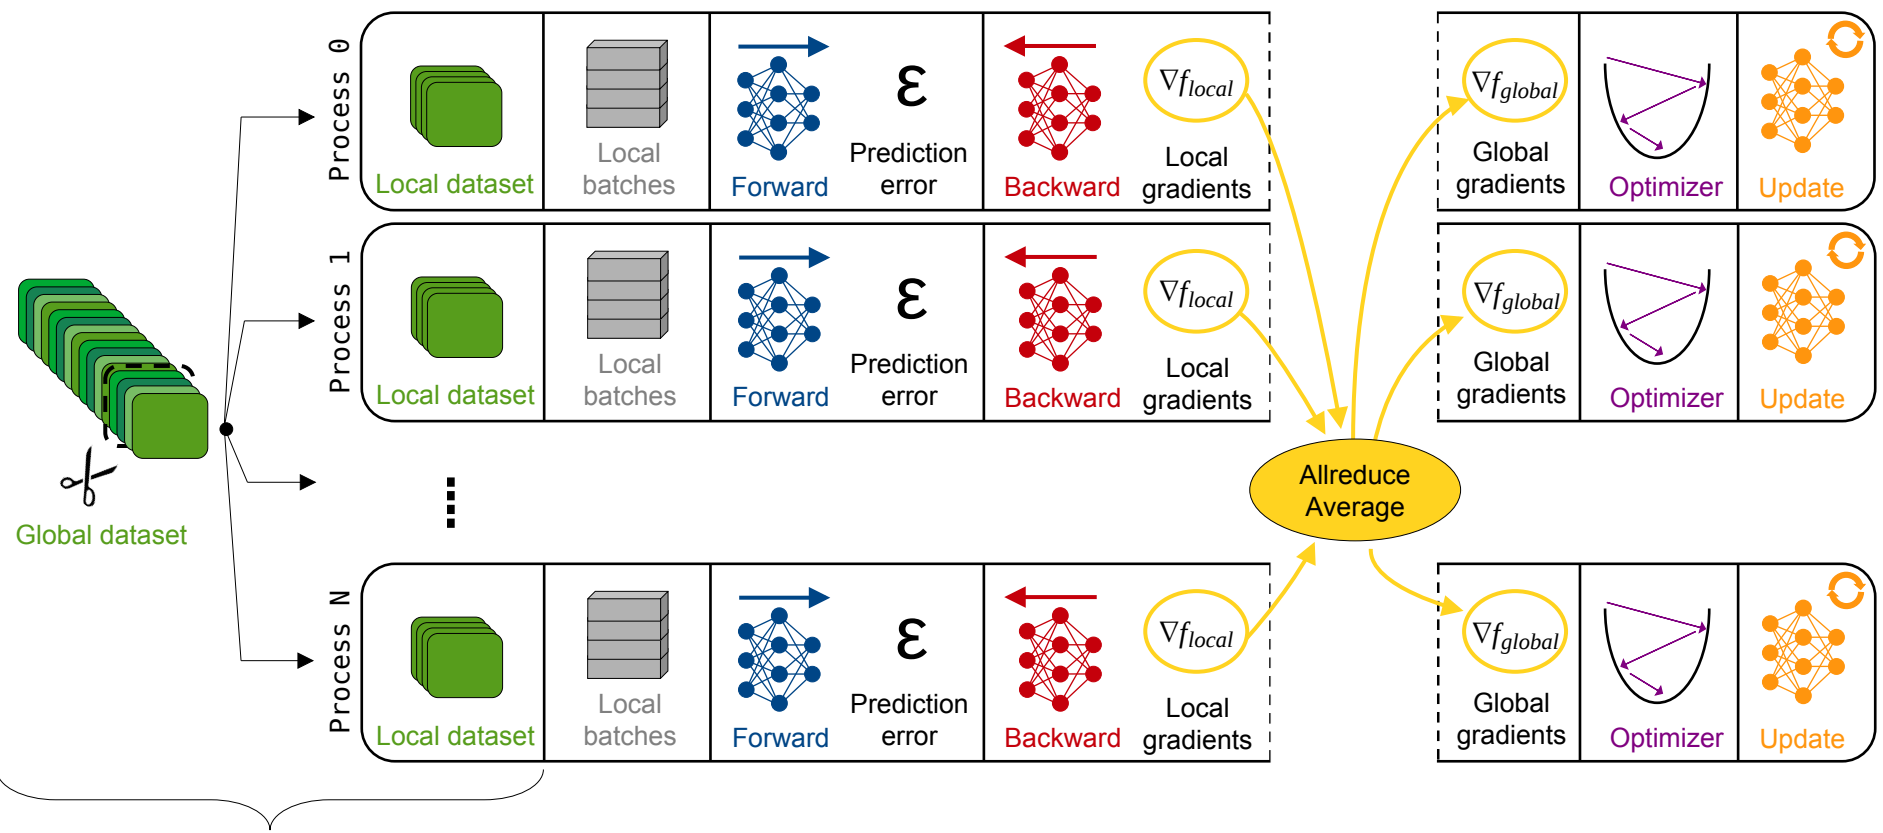 Process 0
Local dataset
Local
batches
Forward
ε
Prediction
error
Backward
∇f_local
Local
gradients
∇f_global
Global
gradients
Optimizer
Update
Process 1
Local dataset
Local
batches
Forward
ε
Prediction
error
Backward
∇f_local
Local
gradients
∇f_global
Global
gradients
Optimizer
Update
Global dataset
Allreduce
Average
Process N
Local dataset
Local
batches
Forward
ε
Prediction
error
Backward
∇f_local
Local
gradients
∇f_global
Global
gradients
Optimizer
Update